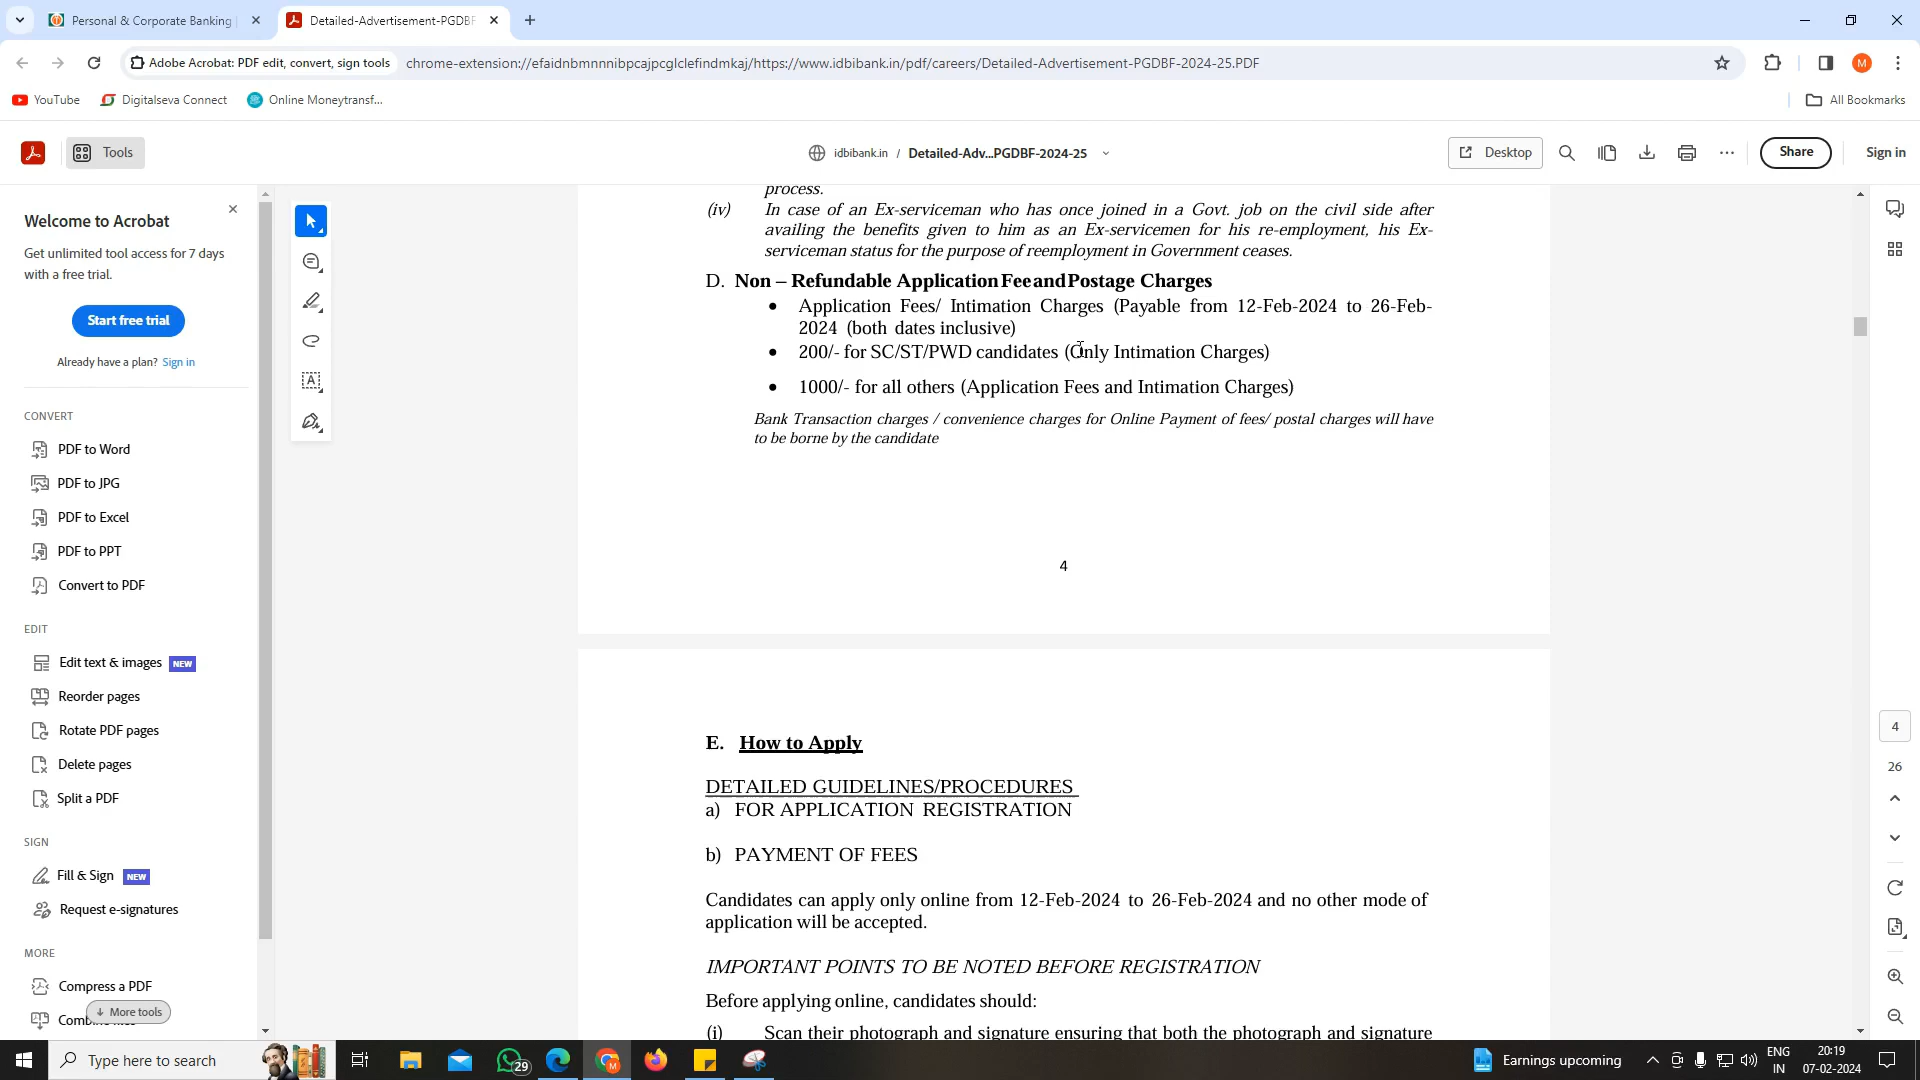 Personal & Corporate Banking
Detailed-Advertisement-PGDBF
Adobe Acrobat: PDF edit, convert, sign tools
chrome-extension://efaidnbmnnnibpcajpcglclefindmkaj/https://www.idbibank.in/pdf/careers/Detailed-Advertisement-PGDBF-2024-25.PDF
M
YouTube
Digitalseva Connect
Online Moneytransf...
All Bookmarks
Tools
idbibank.in / Detailed-Adv...PGDBF-2024-25
Desktop
Share
Sign in
Welcome to Acrobat
Get unlimited tool access for 7 days
with a free trial.
Start free trial
Already have a plan? Sign in
CONVERT
PDF to Word
PDF to JPG
PDF to Excel
PDF to PPT
Convert to PDF
EDIT
Edit text & images NEW
Reorder pages
Rotate PDF pages
Delete pages
Split a PDF
SIGN
Fill & Sign NEW
Request e-signatures
MORE
Compress a PDF
More tools
process.
(iv) In case of an Ex-serviceman who has once joined in a Govt. job on the civil side after
availing the benefits given to him as an Ex-servicemen for his re-employment, his Ex-
serviceman status for the purpose of reemployment in Government ceases.
D. Non – Refundable Application Fee and Postage Charges
• Application Fees/ Intimation Charges (Payable from 12-Feb-2024 to 26-Feb-
2024 (both dates inclusive)
• 200/- for SC/ST/PWD candidates (Only Intimation Charges)
• 1000/- for all others (Application Fees and Intimation Charges)
Bank Transaction charges / convenience charges for Online Payment of fees/ postal charges will have
to be borne by the candidate
4
E. How to Apply
DETAILED GUIDELINES/PROCEDURES
a) FOR APPLICATION REGISTRATION
b) PAYMENT OF FEES
Candidates can apply only online from 12-Feb-2024 to 26-Feb-2024 and no other mode of
application will be accepted.
IMPORTANT POINTS TO BE NOTED BEFORE REGISTRATION
Before applying online, candidates should:
(i) Scan their photograph and signature ensuring that both the photograph and signature
4
26
Type here to search
29
M
Earnings upcoming
ENG
IN
20:19
07-02-2024